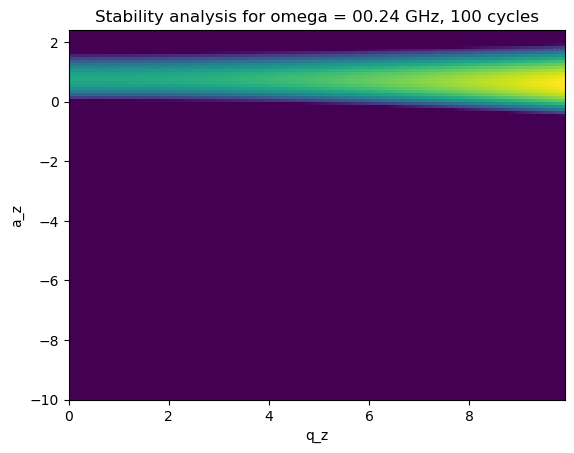 Stability analysis for omega = 00.24 GHz, 100 cycles
2
0
−2
−4
−6
−8
−10
a_z
0 2 4 6 8
q_z